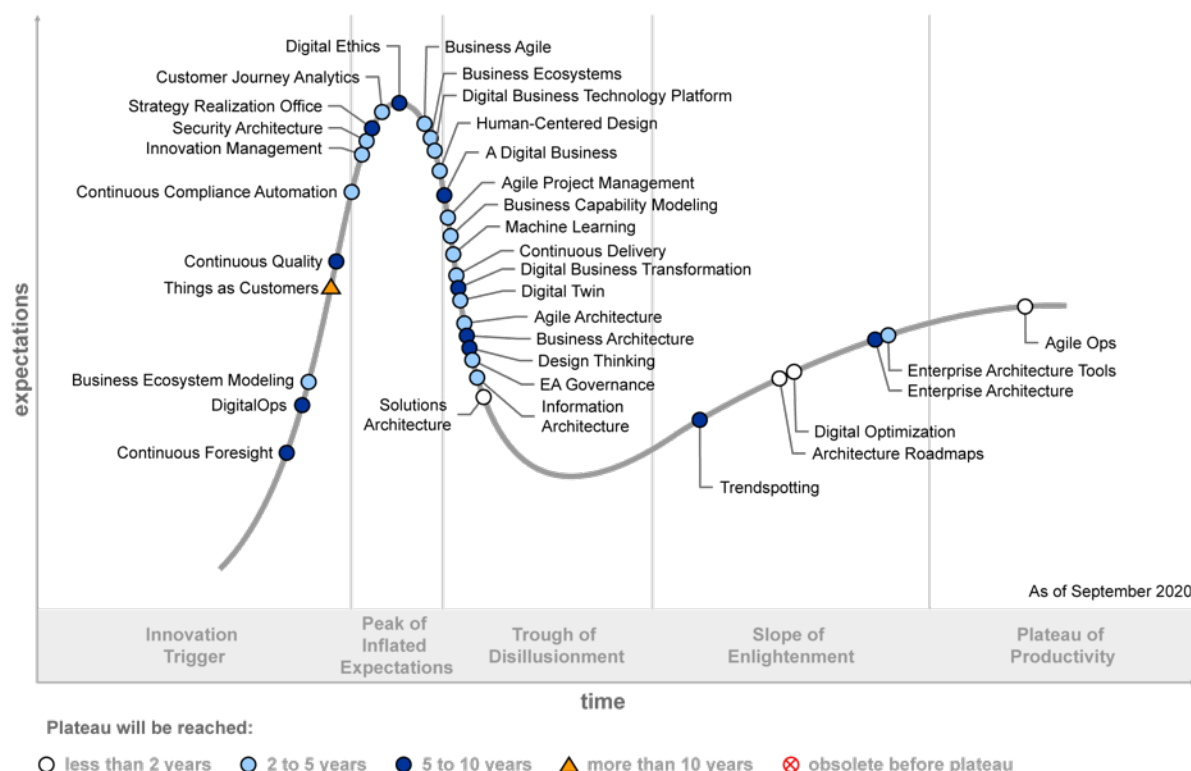 Digital Ethics
Business Agile
Customer Journey Analytics
Business Ecosystems
Strategy Realization Office
Digital Business Technology Platform
Security Architecture
Human-Centered Design
Innovation Management
A Digital Business
Continuous Compliance Automation
Agile Project Management
Business Capability Modeling
Machine Learning
Continuous Delivery
Continuous Quality
Digital Business Transformation
Things as Customers
Digital Twin
Agile Architecture
Business Architecture
Design Thinking
Business Ecosystem Modeling
EA Governance
DigitalOps
Solutions
Architecture
Information
Architecture
Continuous Foresight
Agile Ops
Enterprise Architecture Tools
Enterprise Architecture
Digital Optimization
Architecture Roadmaps
Trendspotting
expectations
As of September 2020
Innovation
Trigger
Peak of
Inflated
Expectations
Trough of
Disillusionment
Slope of
Enlightenment
Plateau of
Productivity
time
Plateau will be reached:
less than 2 years
2 to 5 years
5 to 10 years
more than 10 years
obsolete before plateau